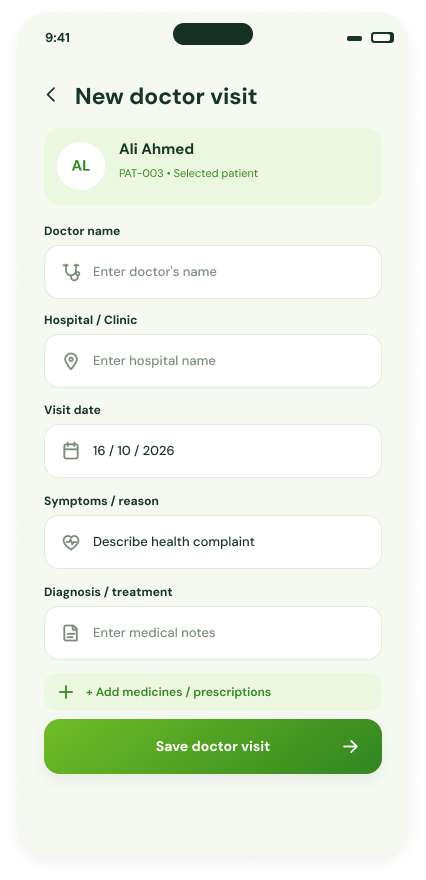 9:41
New doctor visit
AL
Ali Ahmed
PAT-003 • Selected patient
Doctor name
Enter doctor's name
Hospital / Clinic
Enter hospital name
Visit date
16 / 10 / 2026
Symptoms / reason
Describe health complaint
Diagnosis / treatment
Enter medical notes
+ Add medicines / prescriptions
Save doctor visit